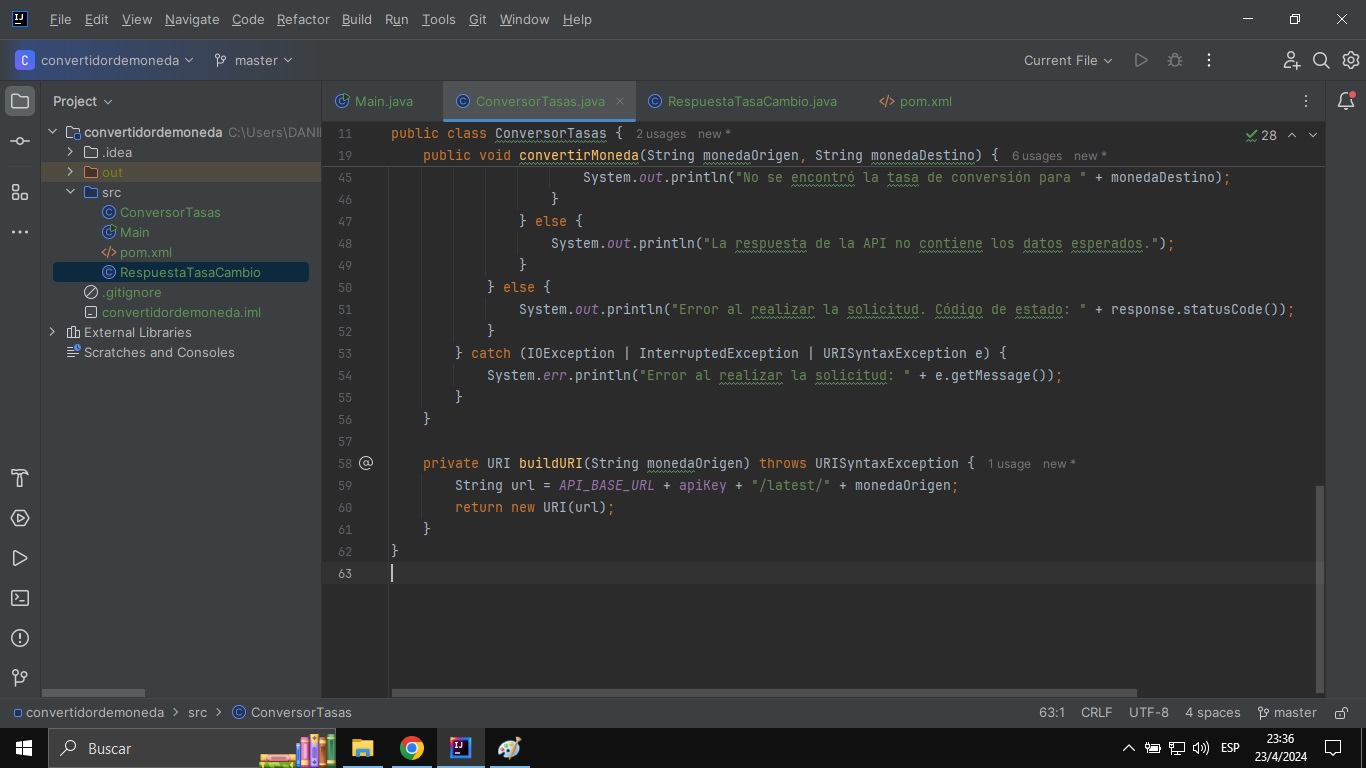 File Edit View Navigate Code Refactor Build Run Tools Git Window Help
C convertidordemoneda master Current File
Project
Main.java ConversorTasas.java RespuestaTasaCambio.java pom.xml
convertidordemoneda C:\Users\DANI
.idea
out
src
ConversorTasas
Main
pom.xml
RespuestaTasaCambio
.gitignore
convertidordemoneda.iml
External Libraries
Scratches and Consoles
28
11 public class ConversorTasas { 2 usages new *
19 public void convertirMoneda(String monedaOrigen, String monedaDestino) { 6 usages new *
45 System.out.println("No se encontró la tasa de conversión para " + monedaDestino);
46 }
47 } else {
48 System.out.println("La respuesta de la API no contiene los datos esperados.");
49 }
50 } else {
51 System.out.println("Error al realizar la solicitud. Código de estado: " + response.statusCode());
52 }
53 } catch (IOException | InterruptedException | URISyntaxException e) {
54 System.err.println("Error al realizar la solicitud: " + e.getMessage());
55 }
56 }
57
58 private URI buildURI(String monedaOrigen) throws URISyntaxException { 1 usage new *
59 String url = API_BASE_URL + apiKey + "/latest/" + monedaOrigen;
60 return new URI(url);
61 }
62 }
63
convertidordemoneda > src > ConversorTasas 63:1 CRLF UTF-8 4 spaces master
Buscar ESP 23:36
23/4/2024